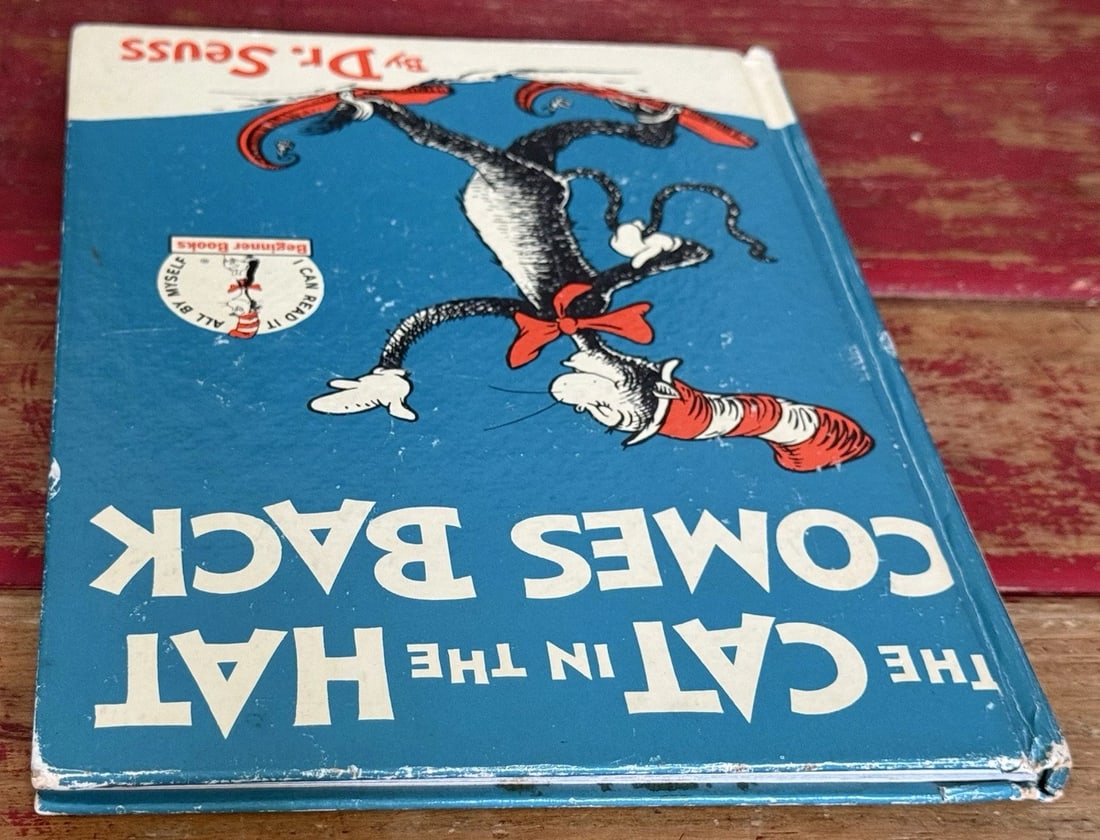 THE CAT IN THE HAT
COMES BACK
I CAN READ IT ALL BY MYSELF
Beginner Books
®
By Dr. Seuss